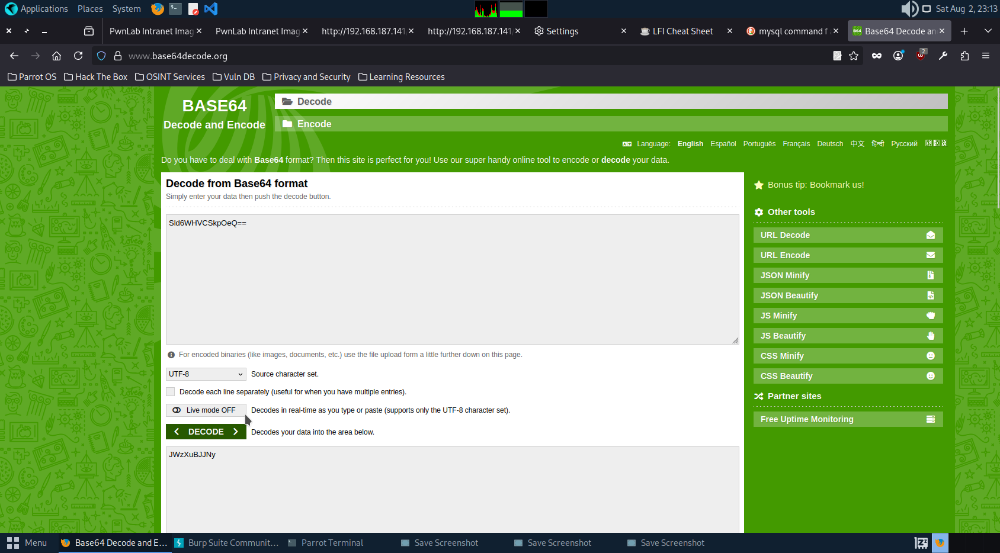 Applications Places System
Sat Aug 2, 23:13
PwnLab Intranet Imag
PwnLab Intranet Imag
http://192.168.187.141
http://192.168.187.141/
Settings
LFI Cheat Sheet
mysql command f
Base64 Decode an
www.base64decode.org
2
Parrot OS Hack The Box OSINT Services Vuln DB Privacy and Security Learning Resources
BASE64
Decode and Encode
Decode
Encode
Language: English Español Português Français Deutsch 中文 हिन्दी Русский
Do you have to deal with Base64 format? Then this site is perfect for you! Use our super handy online tool to encode or decode your data.
Decode from Base64 format
Simply enter your data then push the decode button.
Sld6WHVCSkpOeQ==
For encoded binaries (like images, documents, etc.) use the file upload form a little further down on this page.
UTF-8 Source character set.
Decode each line separately (useful for when you have multiple entries).
Live mode OFF Decodes in real-time as you type or paste (supports only the UTF-8 character set).
DECODE Decodes your data into the area below.
JWzXuBJJNy
Bonus tip: Bookmark us!
Other tools
URL Decode
URL Encode
JSON Minify
JSON Beautify
JS Minify
JS Beautify
CSS Minify
CSS Beautify
Partner sites
Free Uptime Monitoring
Menu Base64 Decode and E... Burp Suite Communit... Parrot Terminal Save Screenshot Save Screenshot Save Screenshot